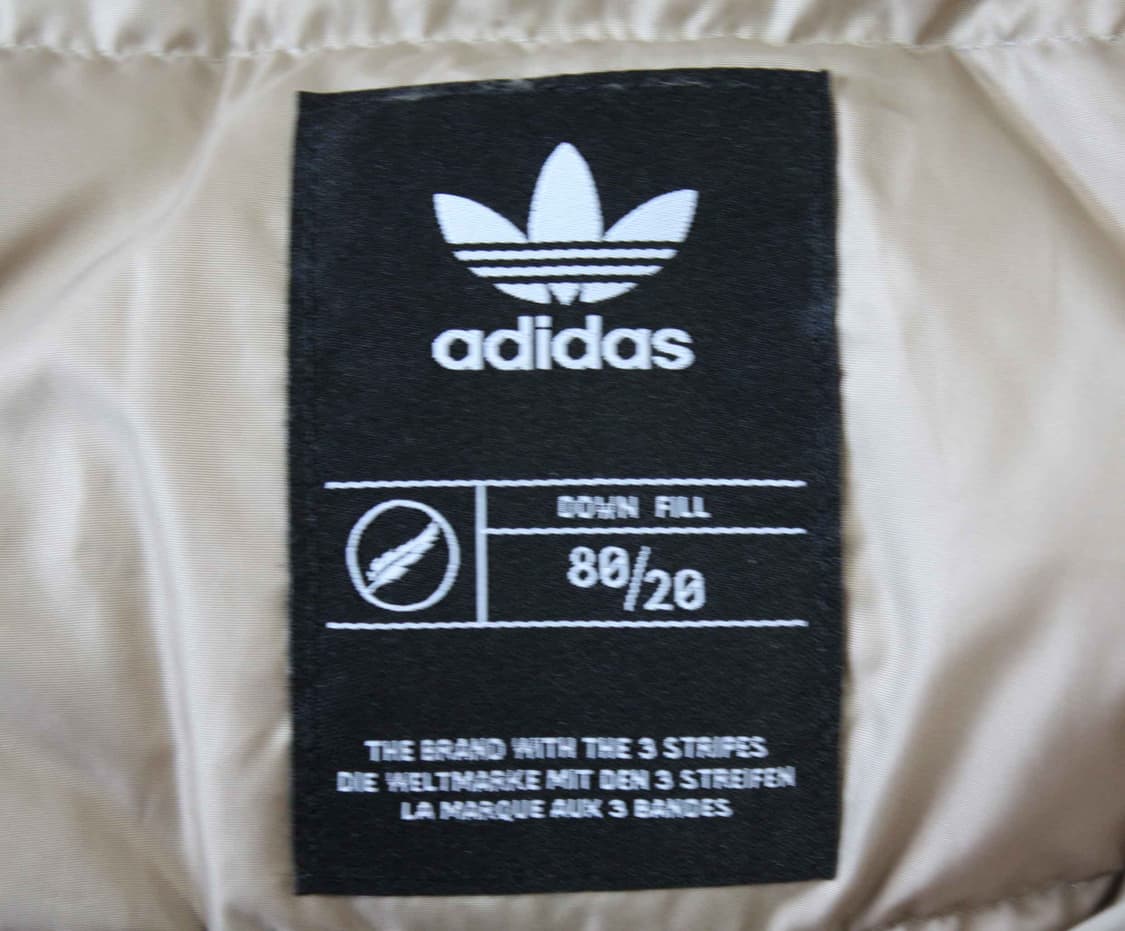 adidas
DOWN FILL
80/20
THE BRAND WITH THE 3 STRIPES
DIE WELTMARKE MIT DEN 3 STREIFEN
LA MARQUE AUX 3 BANDES